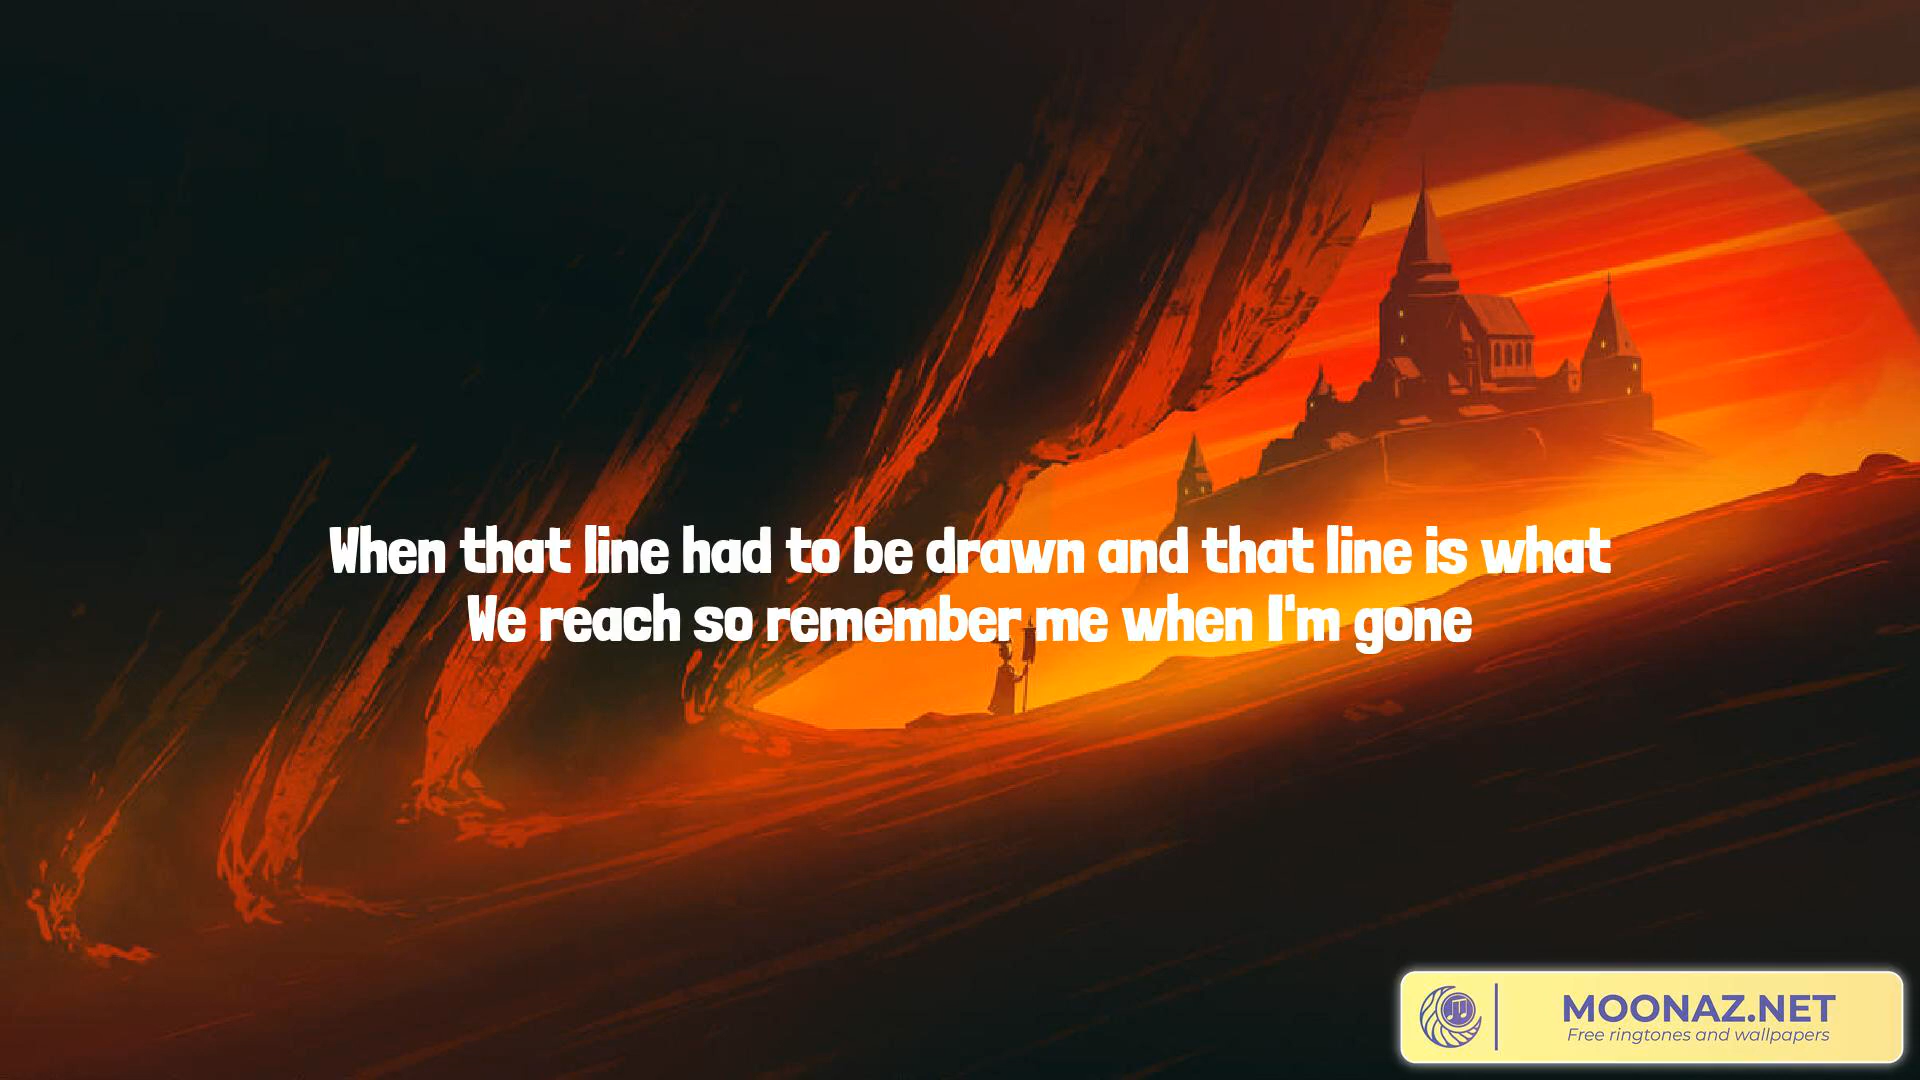 When that line had to be drawn and that line is what
We reach so remember me when I'm gone
MOONAZ.NET
Free ringtones and wallpapers